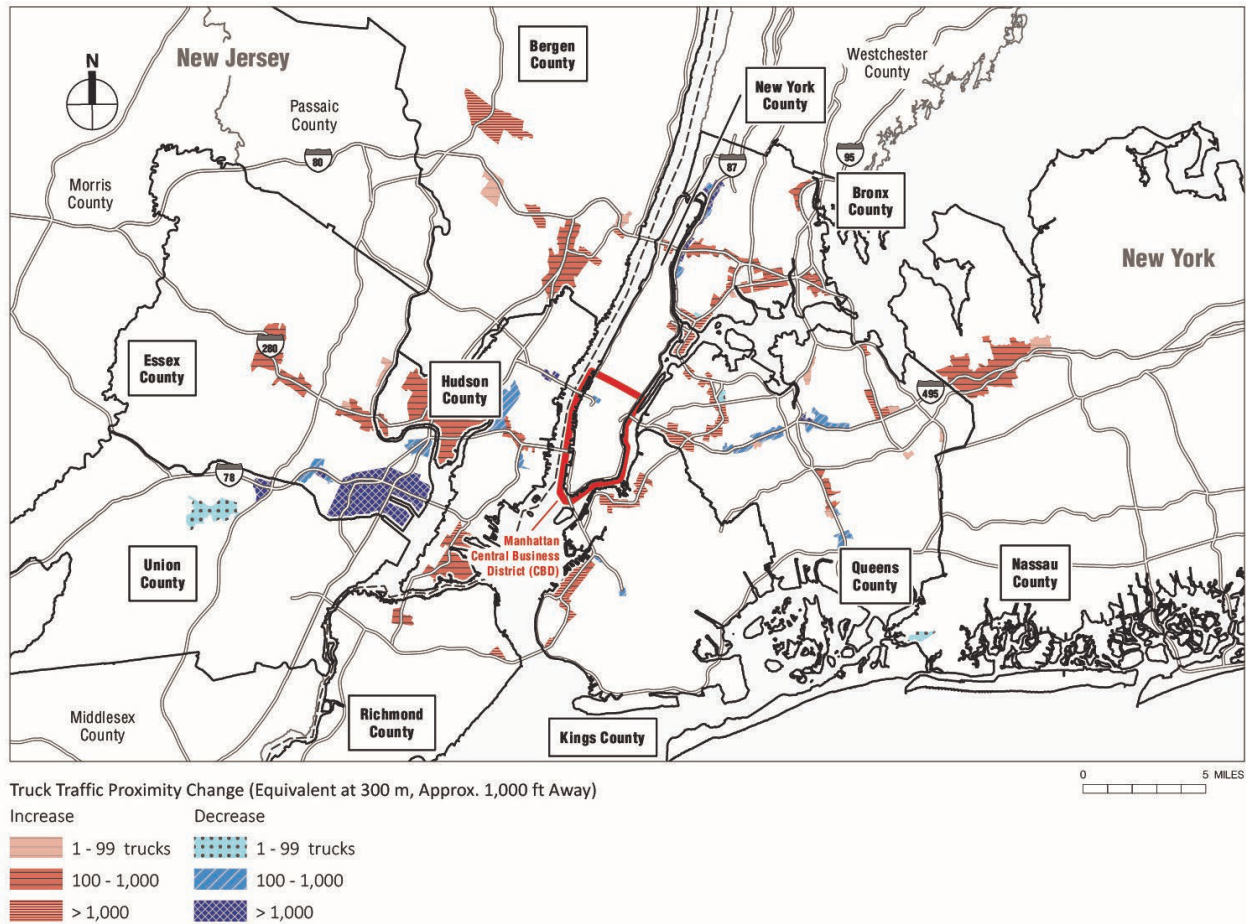 New Jersey
Bergen
County
Westchester
County
New York
County
N
Passaic
County
80
87
95
Morris
County
Bronx
County
New York
280
Essex
County
Hudson
County
495
78
Manhattan
Central Business
District (CBD)
Union
County
Queens
County
Nassau
County
Middlesex
County
Richmond
County
Kings County
Truck Traffic Proximity Change (Equivalent at 300 m, Approx. 1,000 ft Away)
0 5 MILES
Increase Decrease
1 - 99 trucks 1 - 99 trucks
100 - 1,000 100 - 1,000
> 1,000 > 1,000